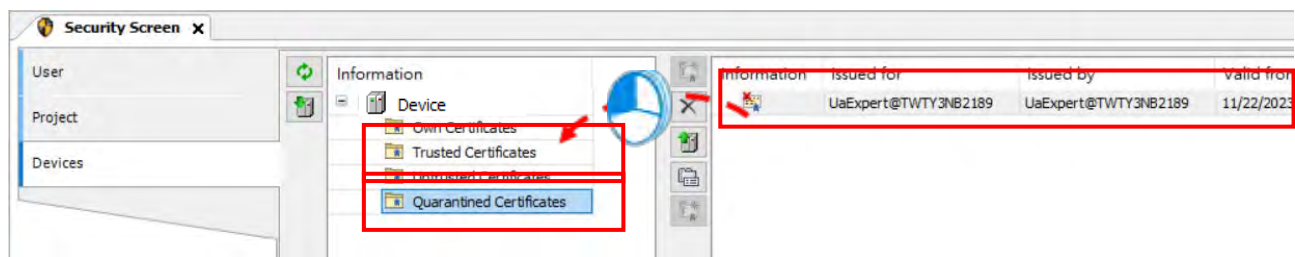 Security Screen x
User
Project
Devices
Information
Device
Own Certificates
Trusted Certificates
Untrusted Certificates
Quarantined Certificates
Information Issued for Issued by Valid from
UaExpert@TWTY3NB2189 UaExpert@TWTY3NB2189 11/22/2023